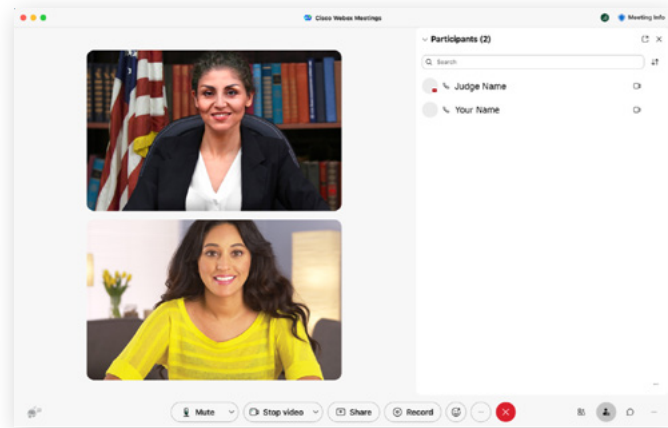 Cisco Webex Meetings
Meeting Info
Participants (2)
Search
Judge Name
Your Name
Mute
Stop video
Share
Record